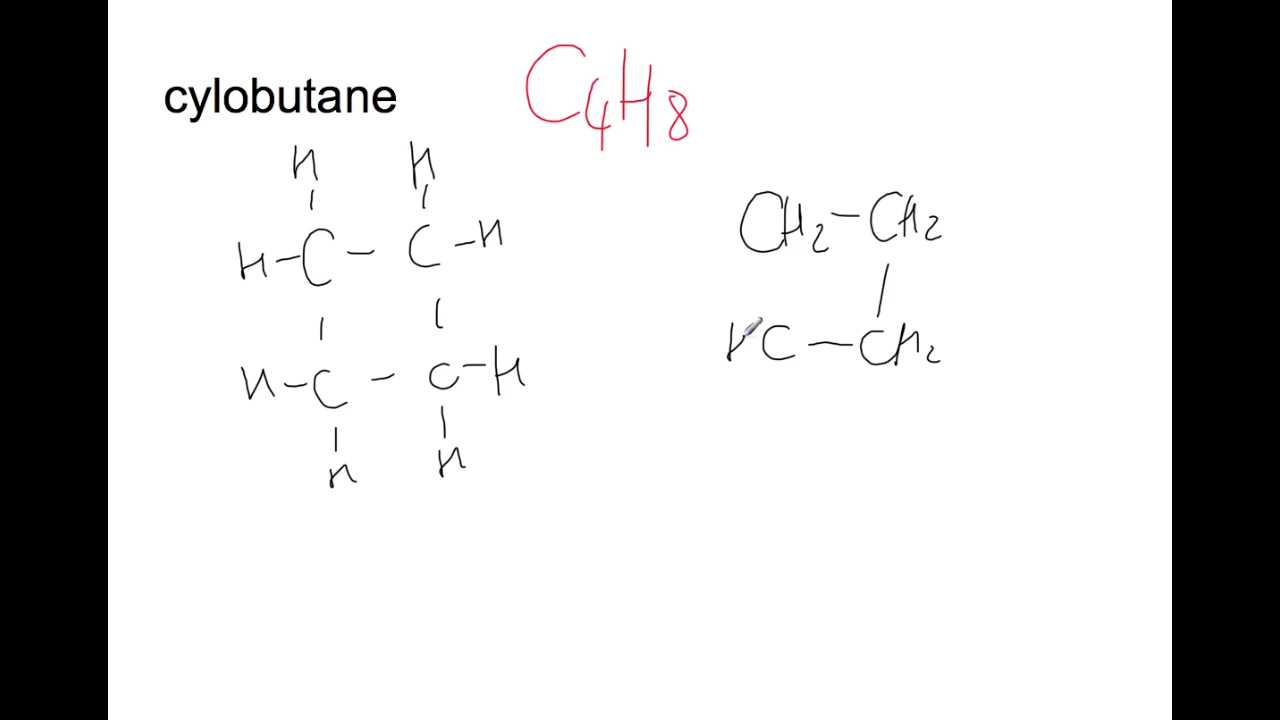 cylobutane C4H8
H H
H-C-C-H
H-C-C-H
H H
CH2-CH2
C-CH2